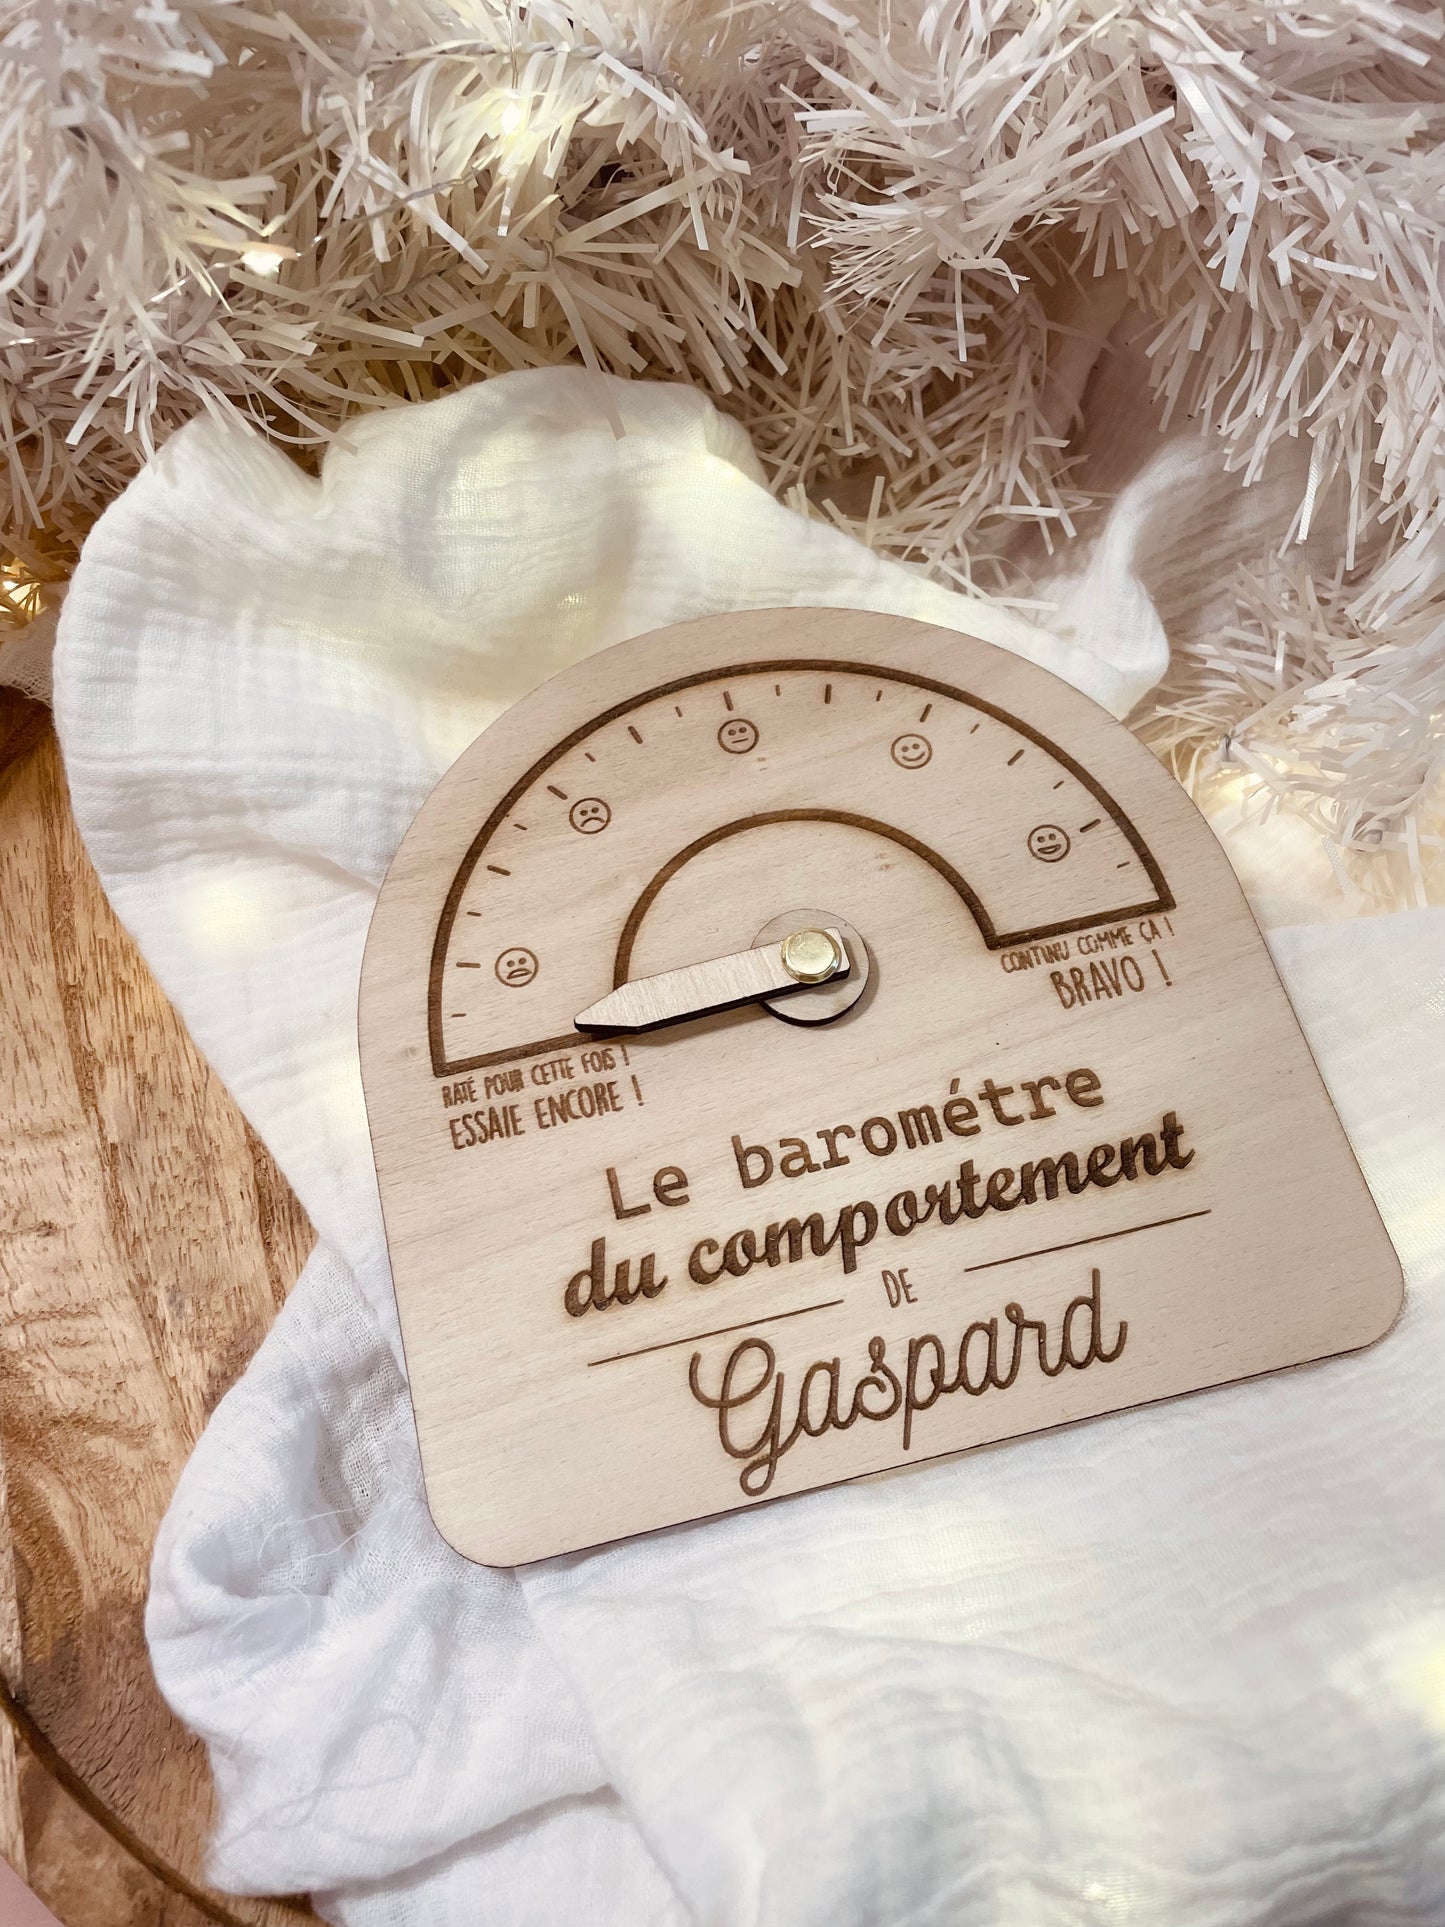 CONTINU COMME ÇA !
BRAVO !
RATÉ POUR CETTE FOIS !
ESSAIE ENCORE !
Le barométre
du comportement
DE
Gaspard